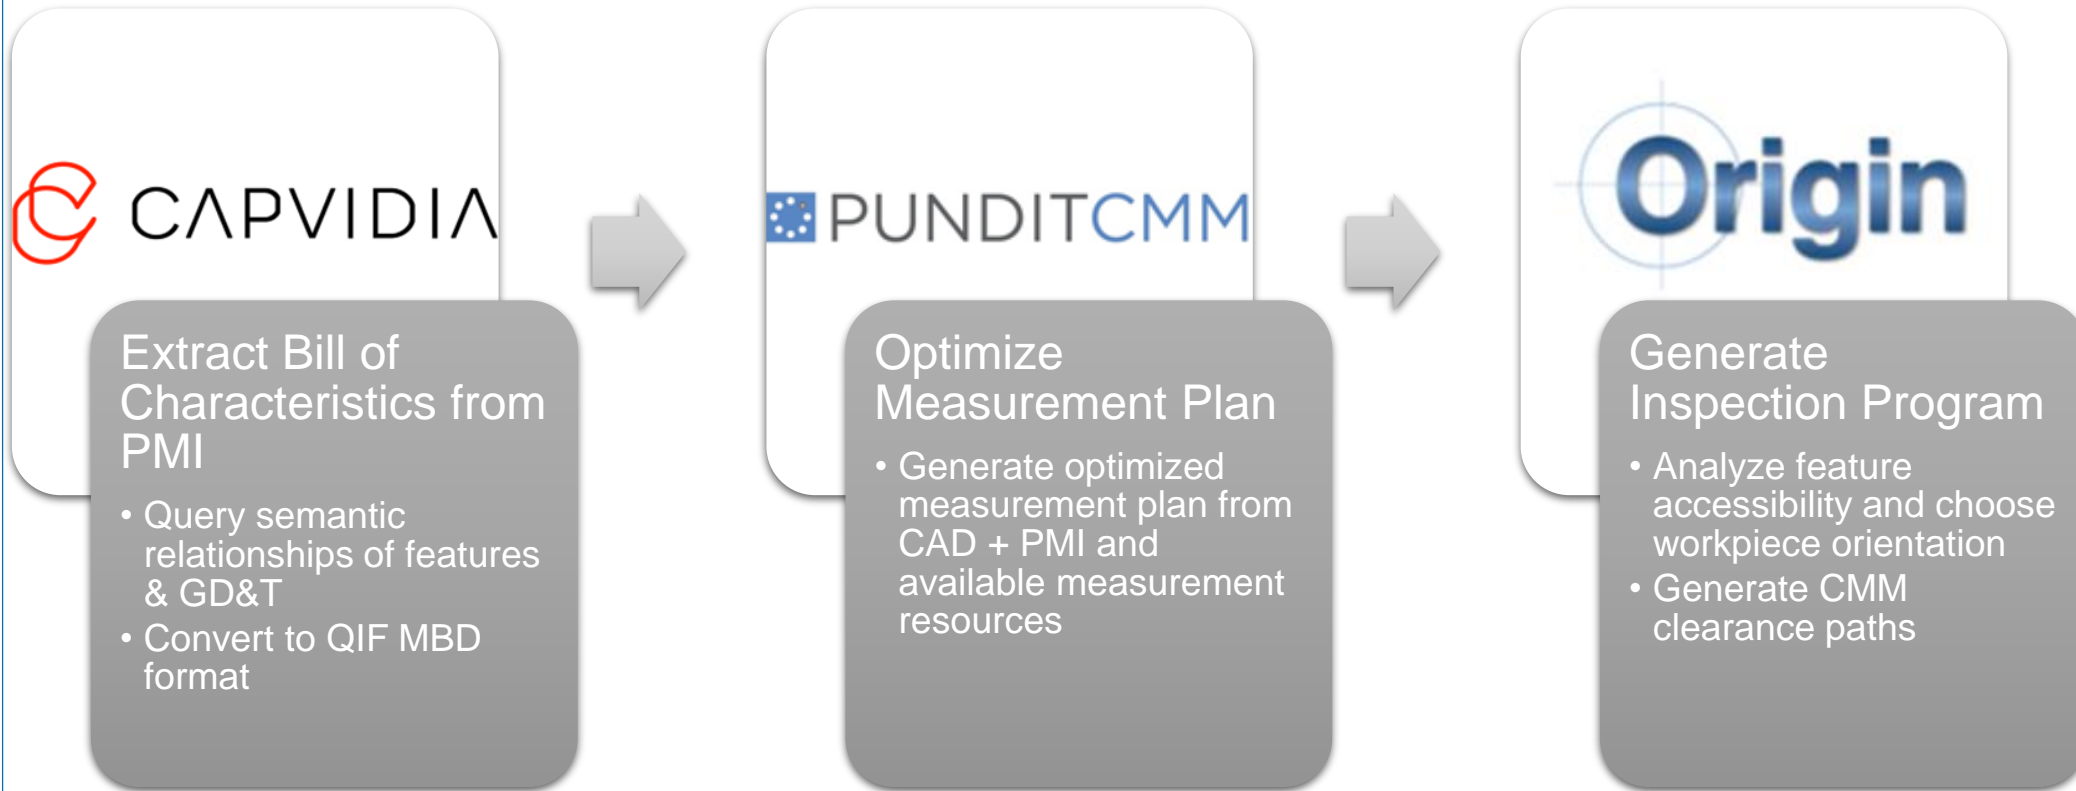 CAPVIDIA
Extract Bill of
Characteristics from
PMI
• Query semantic
relationships of features
& GD&T
• Convert to QIF MBD
format
PUNDITCMM
Optimize
Measurement Plan
• Generate optimized
measurement plan from
CAD + PMI and
available measurement
resources
Origin
Generate
Inspection Program
• Analyze feature
accessibility and choose
workpiece orientation
• Generate CMM
clearance paths